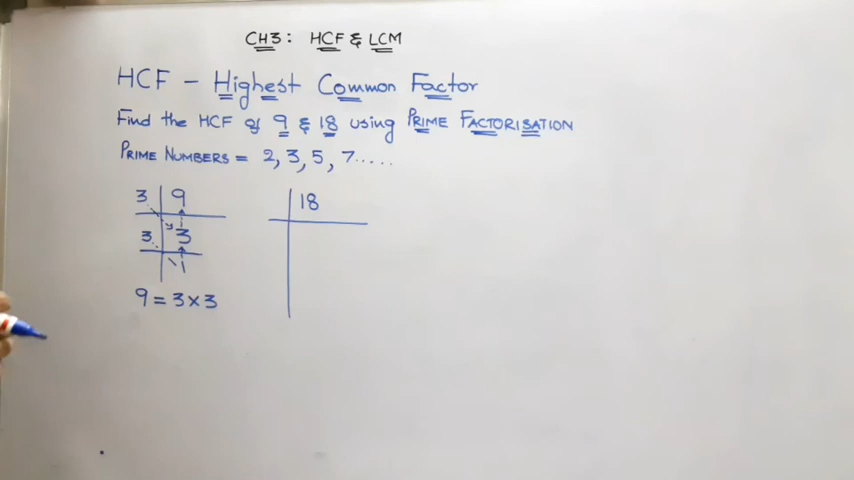 CH3: HCF & LCM
HCF - Highest Common Factor
Find the HCF of 9 & 18 using PRIME FACTORISATION
PRIME NUMBERS = 2, 3, 5, 7.....
3 9
3 3
1
9 = 3 x 3
18